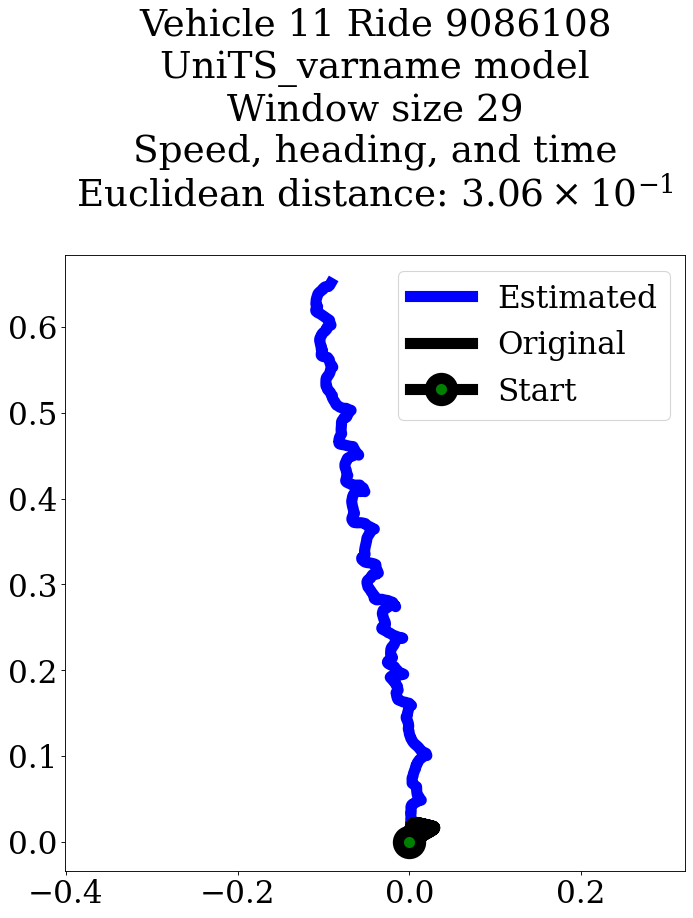 Vehicle 11 Ride 9086108
UniTS_varname model
Window size 29
Speed, heading, and time
Euclidean distance: 3.06 × 10⁻¹
Estimated
Original
Start
0.6
0.5
0.4
0.3
0.2
0.1
0.0
−0.4 −0.2 0.0 0.2